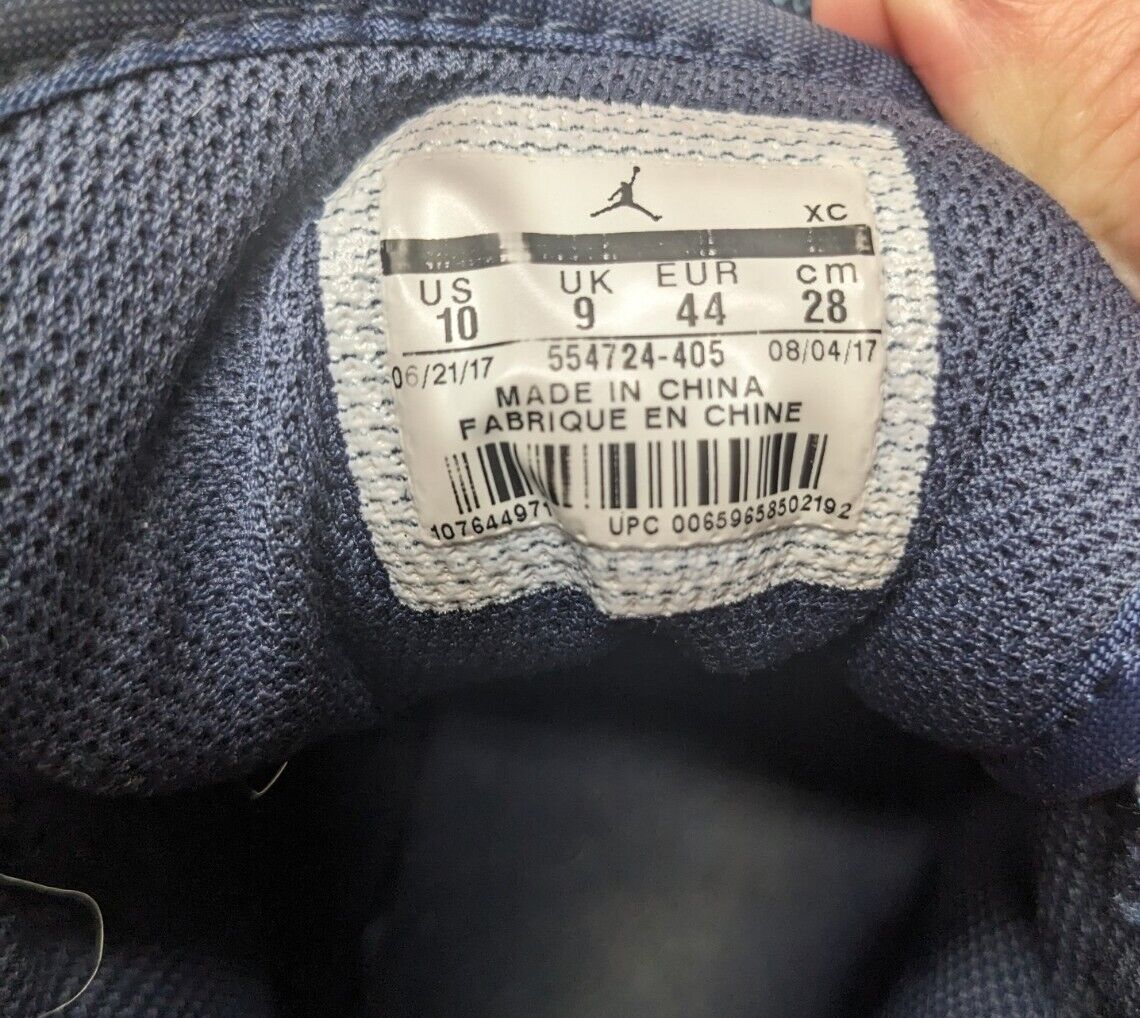 XC
US UK EUR cm
10 9 44 28
06/21/17 554724-405 08/04/17
MADE IN CHINA
FABRIQUE EN CHINE
107644971 UPC 00659658502192